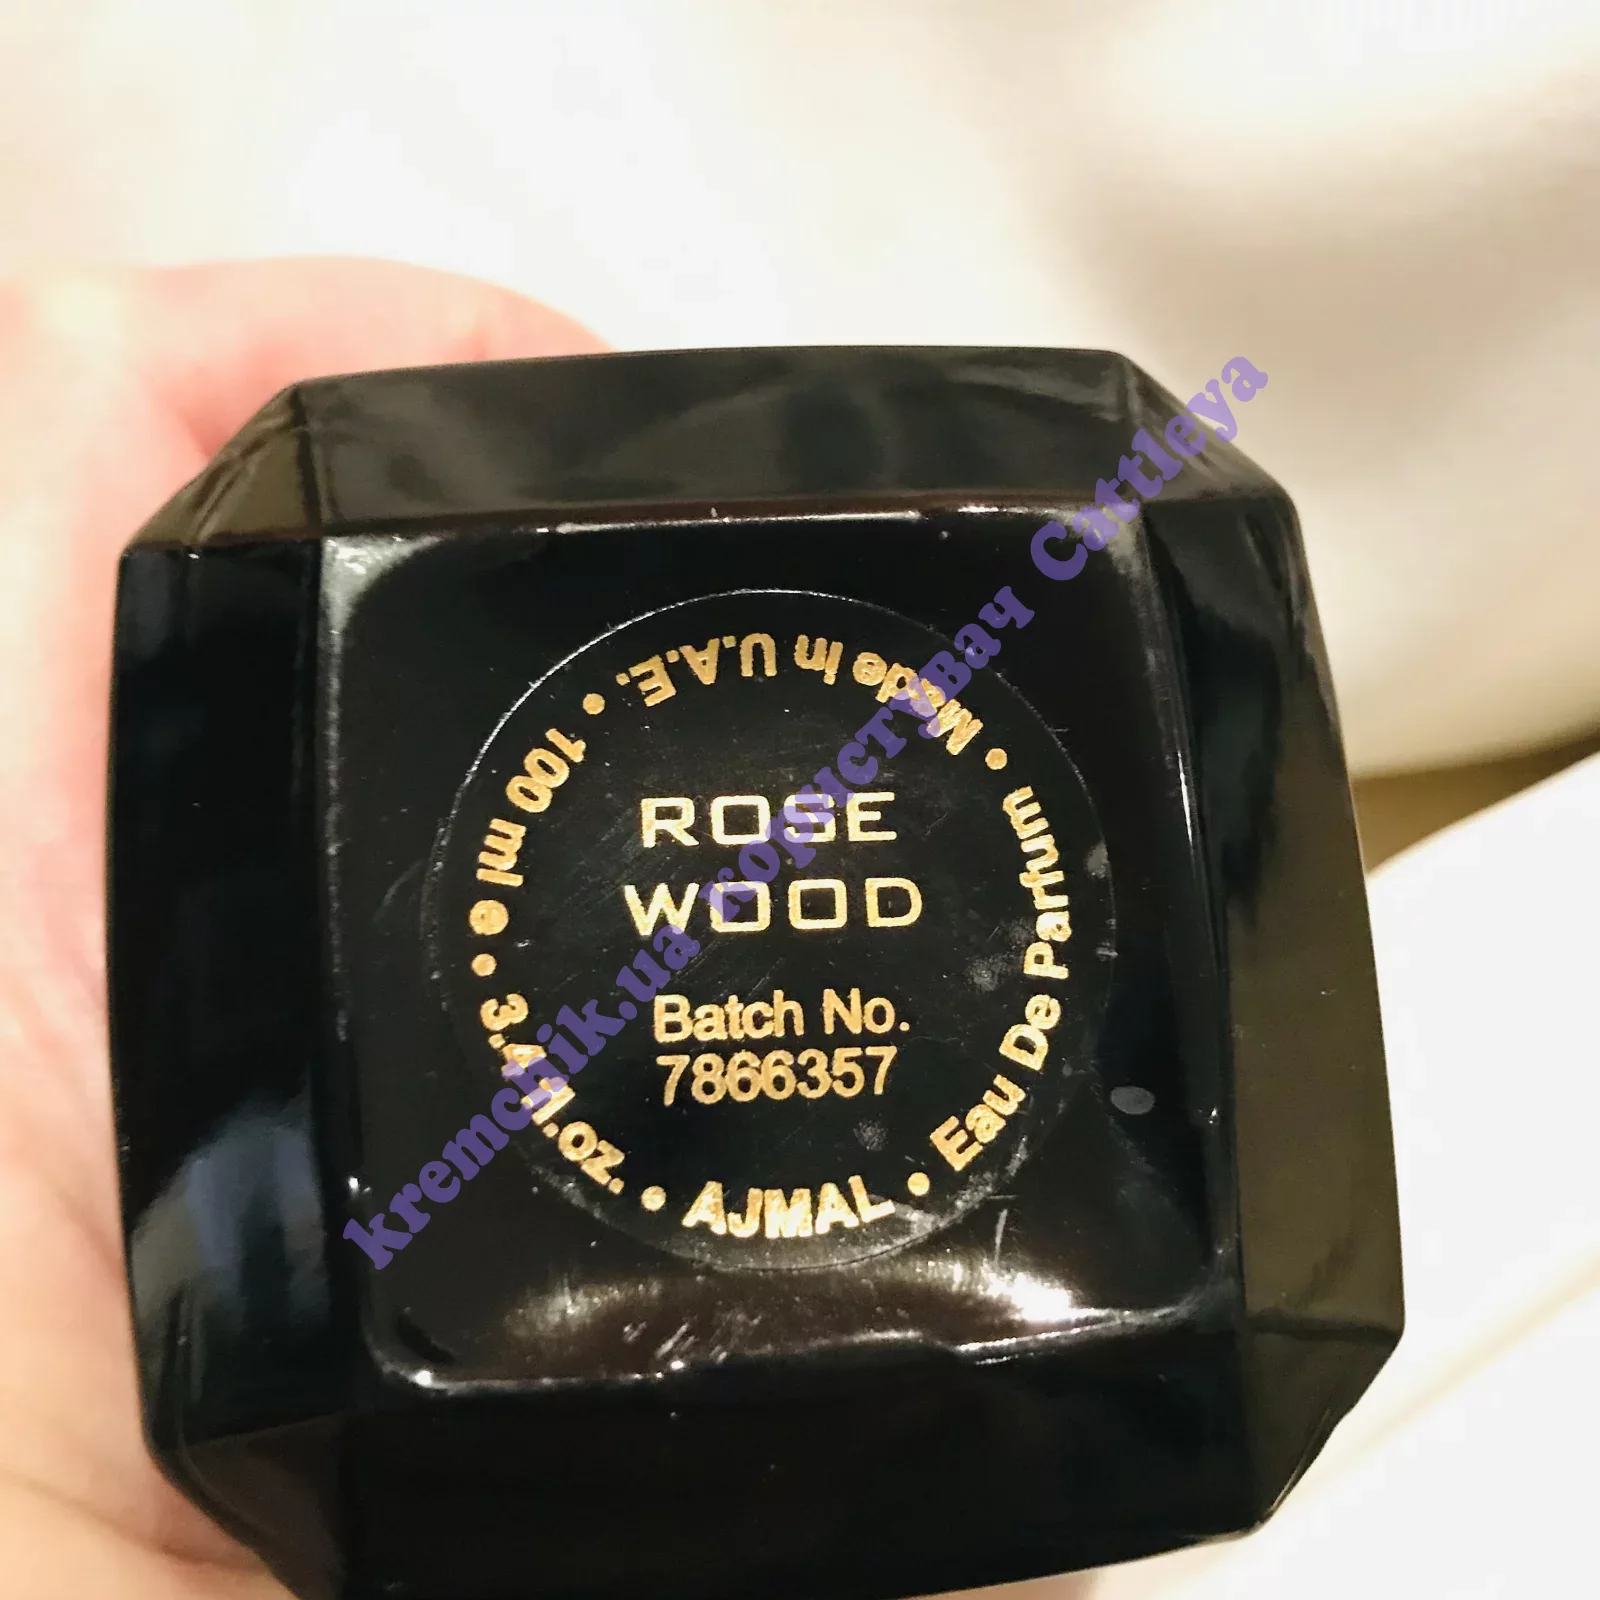 ROSE
WOOD
Batch No.
7866357
AJMAL • Eau De Parfum • Made in U.A.E. • 100 ml e • 3.4 fl.oz. •
kremchik.ua користувач Cattleya